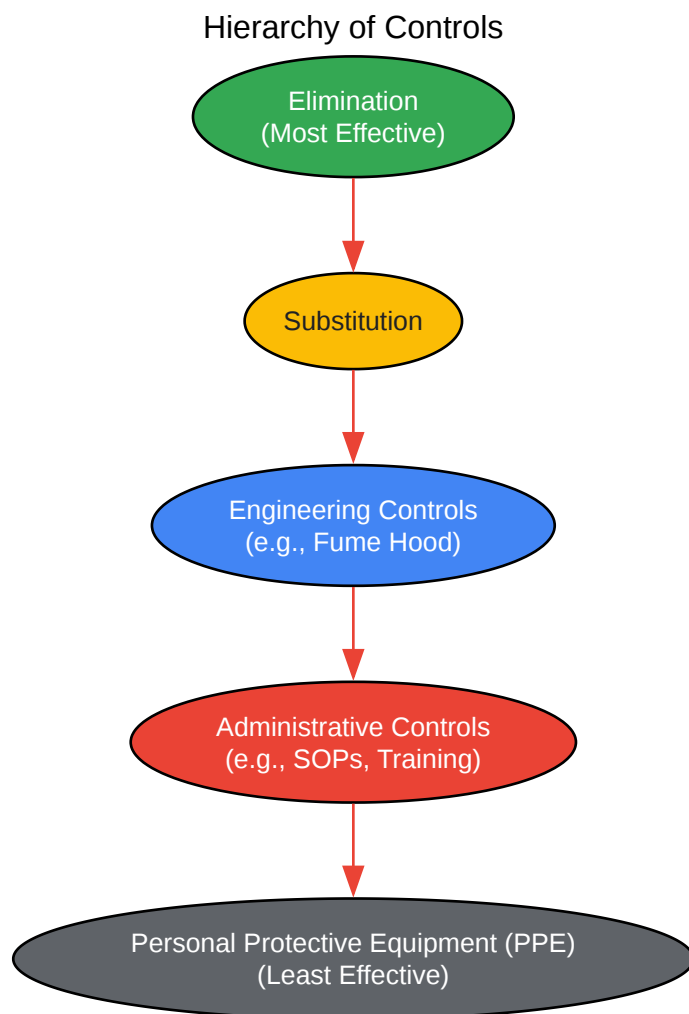 Hierarchy of Controls
Elimination
(Most Effective)
Substitution
Engineering Controls
(e.g., Fume Hood)
Administrative Controls
(e.g., SOPs, Training)
Personal Protective Equipment (PPE)
(Least Effective)